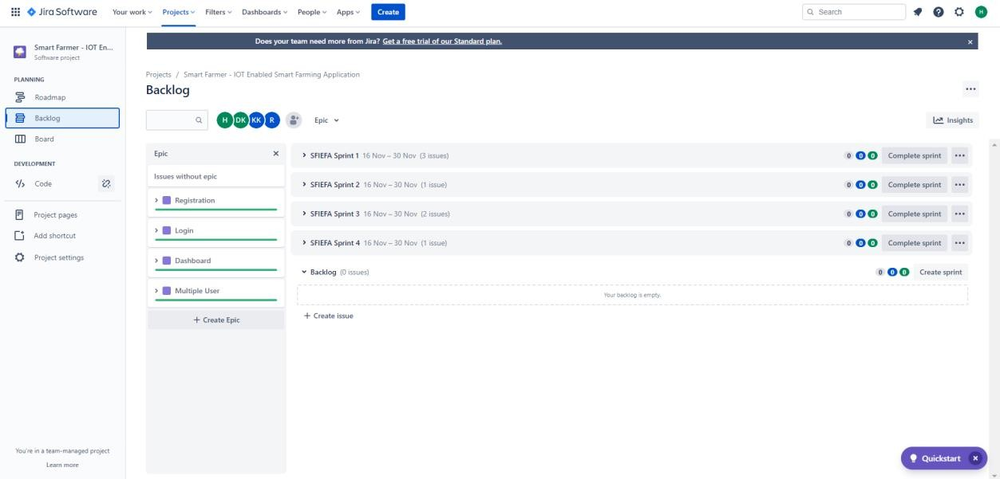 Jira Software Your work Projects Filters Dashboards People Apps Create Search H
Smart Farmer - IOT En...
Software project
PLANNING
Roadmap
Backlog
Board
DEVELOPMENT
Code
Project pages
Add shortcut
Project settings
You're in a team-managed project
Learn more
Does your team need more from Jira? Get a free trial of our Standard plan.
Projects / Smart Farmer - IOT Enabled Smart Farming Application
Backlog
H DK KK R Epic Insights
Epic
Issues without epic
Registration
Login
Dashboard
Multiple User
+ Create Epic
SFIEFA Sprint 1 16 Nov – 30 Nov (3 issues) 0 0 0 Complete sprint
SFIEFA Sprint 2 16 Nov – 30 Nov (1 issue) 0 0 0 Complete sprint
SFIEFA Sprint 3 16 Nov – 30 Nov (2 issues) 0 0 0 Complete sprint
SFIEFA Sprint 4 16 Nov – 30 Nov (1 issue) 0 0 0 Complete sprint
Backlog (0 issues) 0 0 0 Create sprint
Your backlog is empty.
+ Create issue
Quickstart